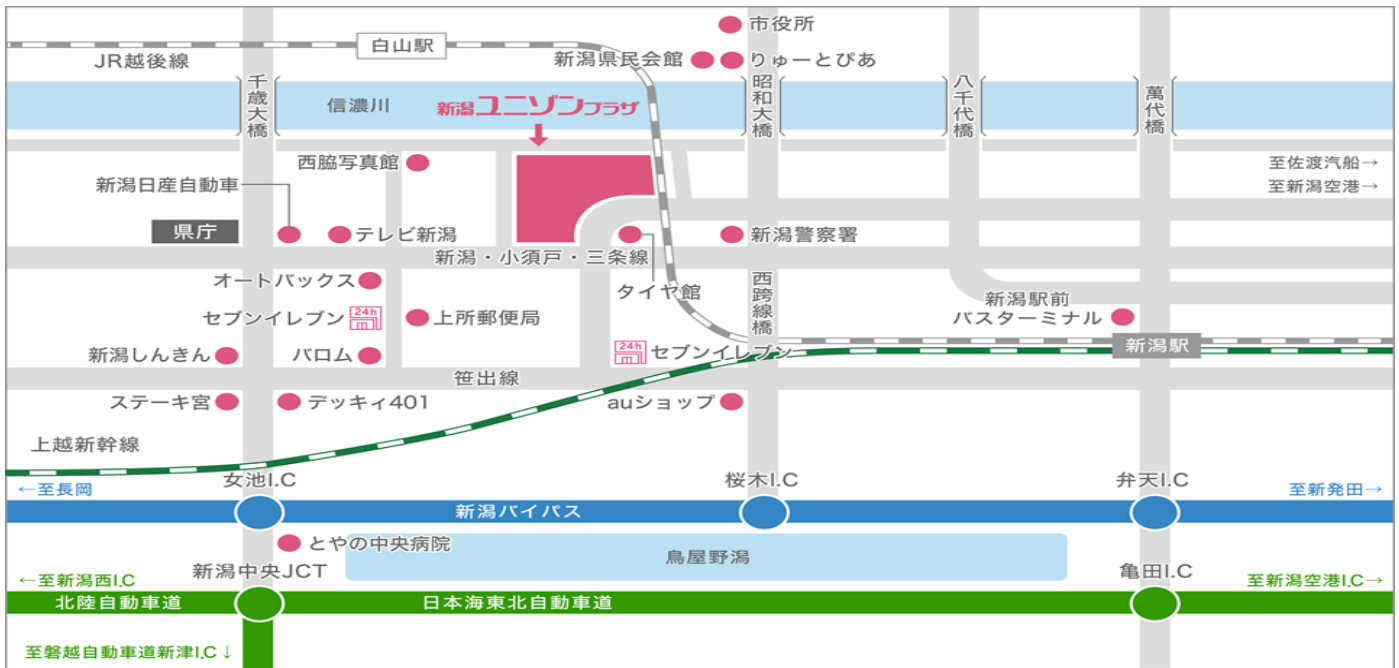 市役所
白山駅
JR越後線
新潟県民会館
りゅーとぴあ
千歳大橋
信濃川
新潟ユニゾンプラザ
昭和大橋
八千代橋
萬代橋
西脇写真館
至佐渡汽船→
新潟日産自動車
至新潟空港→
県庁
テレビ新潟
新潟警察署
新潟・小須戸・三条線
オートバックス
タイヤ館
西跨線橋
新潟駅前
バスターミナル
セブンイレブン
24h
上所郵便局
新潟しんきん
バロム
24h
セブンイレブン
新潟駅
笹出線
ステーキ宮
デッキィ401
auショップ
上越新幹線
女池I.C
桜木I.C
弁天I.C
←至長岡
新潟バイパス
至新発田→
とやの中央病院
鳥屋野潟
新潟中央JCT
亀田I.C
←至新潟西I.C
至新潟空港I.C→
北陸自動車道
日本海東北自動車道
至磐越自動車道新津I.C↓